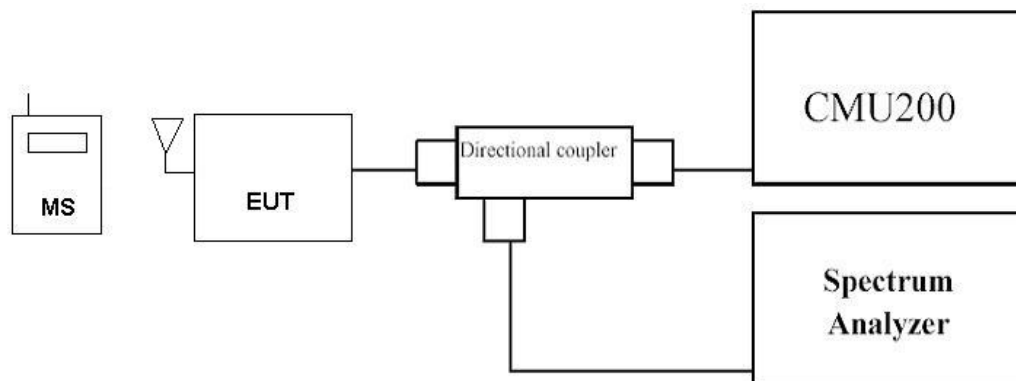 MS
EUT
Directional coupler
CMU200
Spectrum
Analyzer